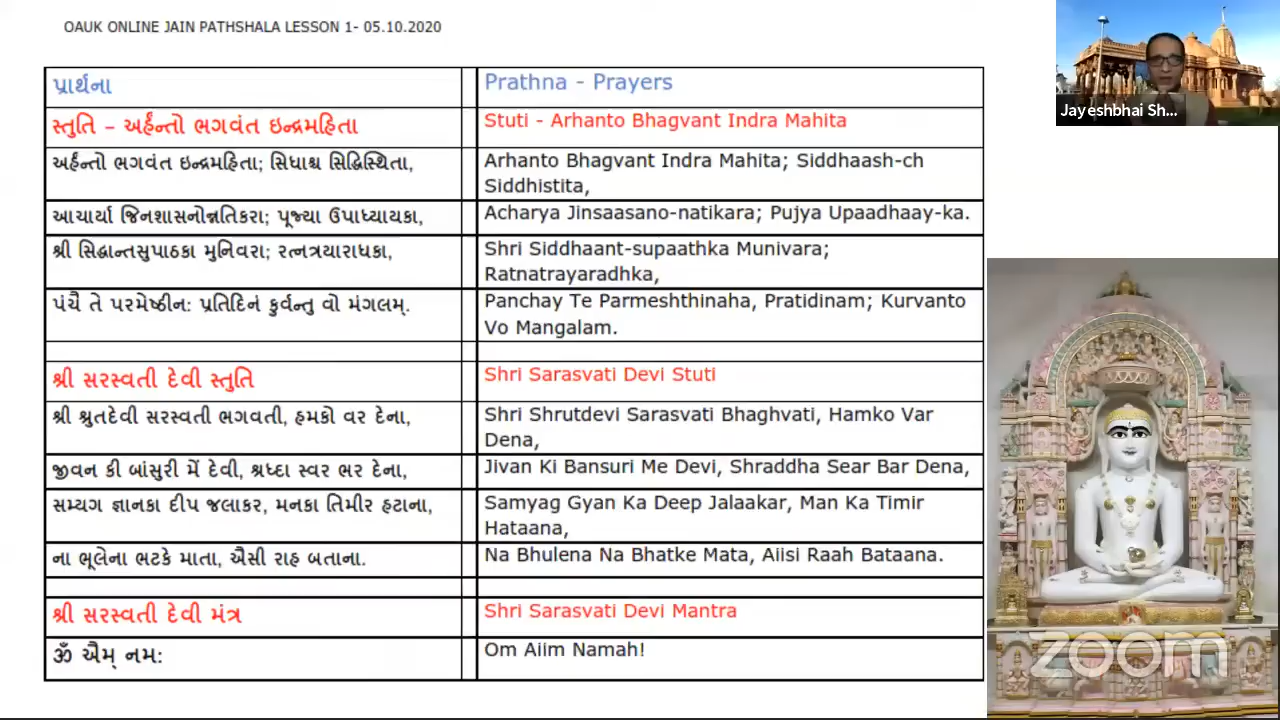 OAUK ONLINE JAIN PATHSHALA LESSON 1- 05.10.2020
પ્રાર્થના
Prathna - Prayers
સ્તુતિ – અર્હંન્તો ભગવંત ઇન્દ્રમહિતા
Stuti - Arhanto Bhagvant Indra Mahita
અર્હંન્તો ભગવંત ઇન્દ્રમહિતા; સિધાશ્ચ સિદ્ધિસ્થિતા,
Arhanto Bhagvant Indra Mahita; Siddhaash-ch
Siddhistita,
આચાર્યા જિનશાસનોન્નતિકરા; પૂજ્યા ઉપાધ્યાયકા,
Acharya Jinsaasano-natikara; Pujya Upaadhaay-ka.
શ્રી સિદ્ધાન્તસુપાઠકા મુનિવરા; રત્નત્રયારાધકા,
Shri Siddhaant-supaathka Munivara;
Ratnatrayaradhka,
પંચૈ તે પરમેષ્ઠીન: પ્રતિદિનં કુર્વન્તુ વો મંગલમ્.
Panchay Te Parmeshthinaha, Pratidinam; Kurvanto
Vo Mangalam.
શ્રી સરસ્વતી દેવી સ્તુતિ
Shri Sarasvati Devi Stuti
શ્રી શ્રુતદેવી સરસ્વતી ભગવતી, હમકો વર દેના,
Shri Shrutdevi Sarasvati Bhaghvati, Hamko Var
Dena,
જીવન કી બાંસુરી મેં દેવી, શ્રધ્દા સ્વર ભર દેના,
Jivan Ki Bansuri Me Devi, Shraddha Sear Bar Dena,
સમ્યગ જ્ઞાનકા દીપ જલાકર, મનકા તિમીર હટાના,
Samyag Gyan Ka Deep Jalaakar, Man Ka Timir
Hataana,
ના ભૂલેના ભટકે માતા, ઐસી રાહ બતાના.
Na Bhulena Na Bhatke Mata, Aiisi Raah Bataana.
શ્રી સરસ્વતી દેવી મંત્ર
Shri Sarasvati Devi Mantra
ૐ ઐમ્ નમ:
Om Aiim Namah!
Jayeshbhai Sh...
zoom